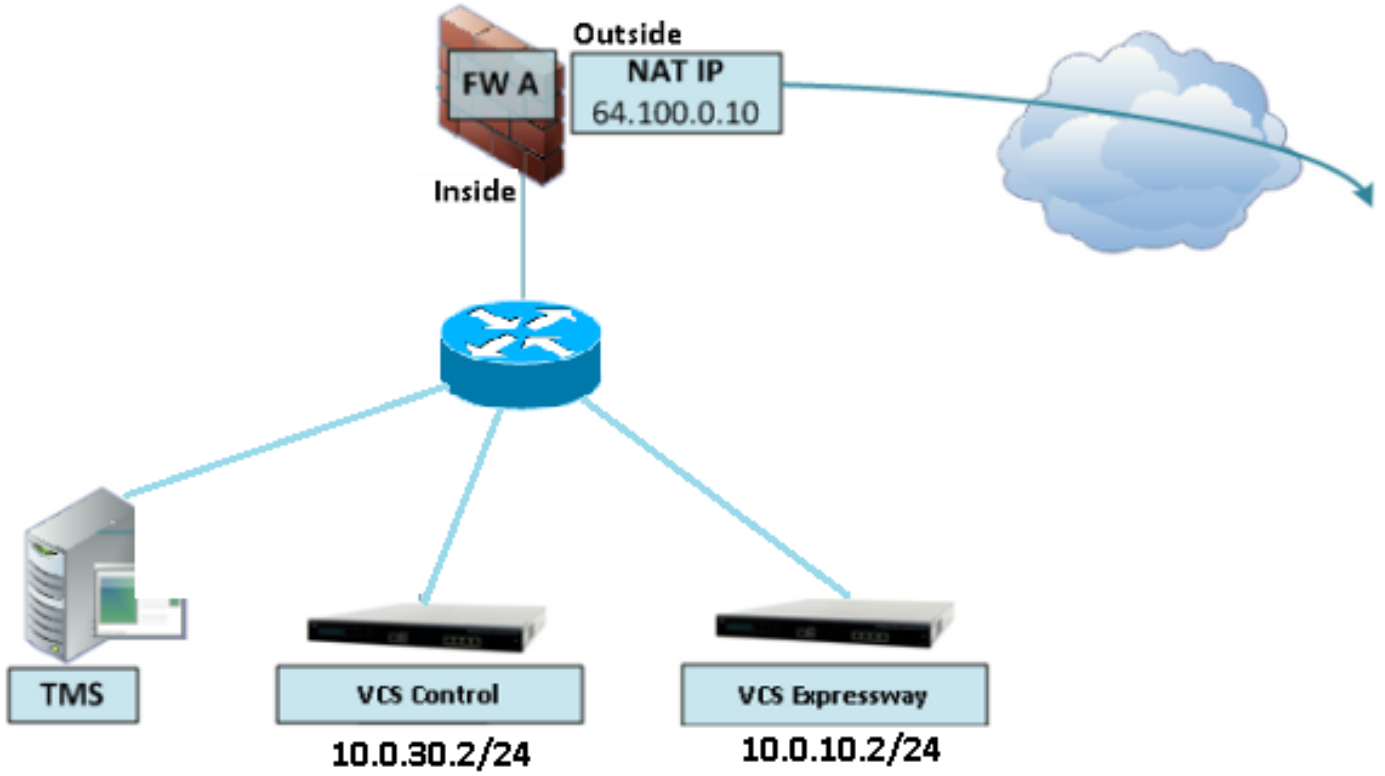 Outside
FW A
NAT IP
64.100.0.10
Inside
TMS
VCS Control
VCS Expressway
10.0.30.2/24
10.0.10.2/24